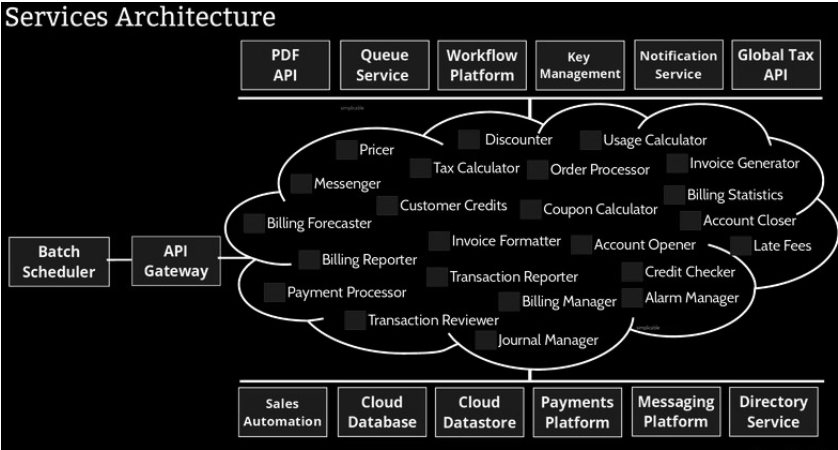 Services Architecture
PDF
API
Queue
Service
Workflow
Platform
Key
Management
Notification
Service
Global Tax
API
simplicable
Discounter
Usage Calculator
Pricer
Tax Calculator
Order Processor
Invoice Generator
Messenger
Billing Statistics
Customer Credits
Coupon Calculator
Billing Forecaster
Account Closer
Invoice Formatter
Account Opener
Late Fees
Billing Reporter
Credit Checker
Transaction Reporter
Payment Processor
Billing Manager
Alarm Manager
Transaction Reviewer
simplicable
Journal Manager
Batch
Scheduler
API
Gateway
Sales
Automation
Cloud
Database
Cloud
Datastore
Payments
Platform
Messaging
Platform
Directory
Service